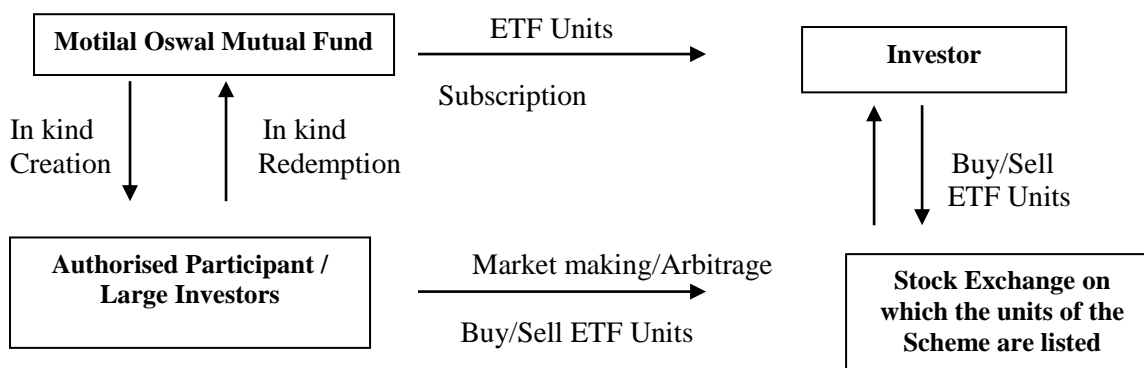 Motilal Oswal Mutual Fund
ETF Units
Subscription
Investor
In kind
Creation
In kind
Redemption
Buy/Sell
ETF Units
Authorised Participant /
Large Investors
Market making/Arbitrage
Buy/Sell ETF Units
Stock Exchange on
which the units of the
Scheme are listed